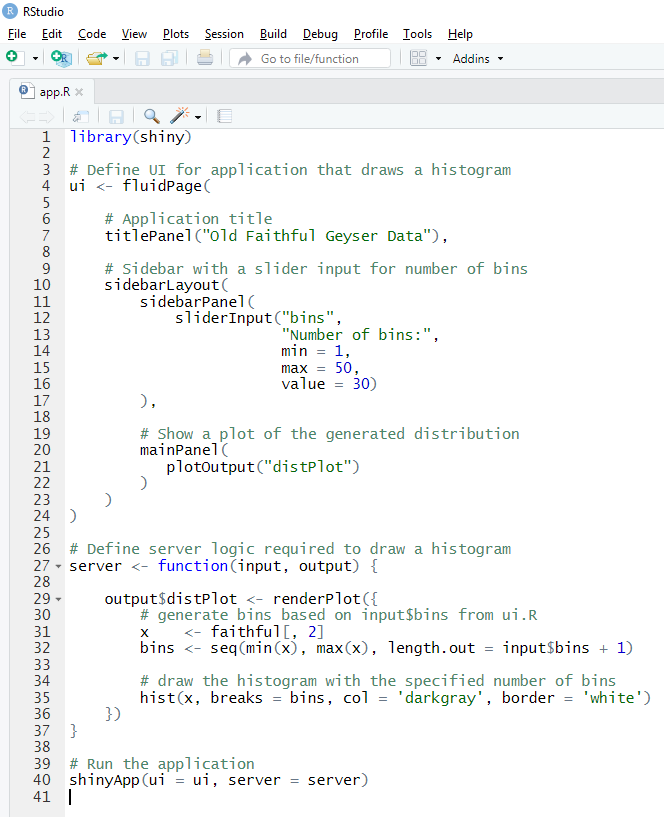 RStudio
File Edit Code View Plots Session Build Debug Profile Tools Help
Go to file/function Addins
app.R
1 library(shiny)
2
3 # Define UI for application that draws a histogram
4 ui <- fluidPage(
5
6     # Application title
7     titlePanel("Old Faithful Geyser Data"),
8
9     # Sidebar with a slider input for number of bins
10     sidebarLayout(
11         sidebarPanel(
12             sliderInput("bins",
13                         "Number of bins:",
14                         min = 1,
15                         max = 50,
16                         value = 30)
17         ),
18
19         # Show a plot of the generated distribution
20         mainPanel(
21            plotOutput("distPlot")
22         )
23     )
24 )
25
26 # Define server logic required to draw a histogram
27 server <- function(input, output) {
28
29     output$distPlot <- renderPlot({
30         # generate bins based on input$bins from ui.R
31         x    <- faithful[, 2]
32         bins <- seq(min(x), max(x), length.out = input$bins + 1)
33
34         # draw the histogram with the specified number of bins
35         hist(x, breaks = bins, col = 'darkgray', border = 'white')
36     })
37 }
38
39 # Run the application
40 shinyApp(ui = ui, server = server)
41